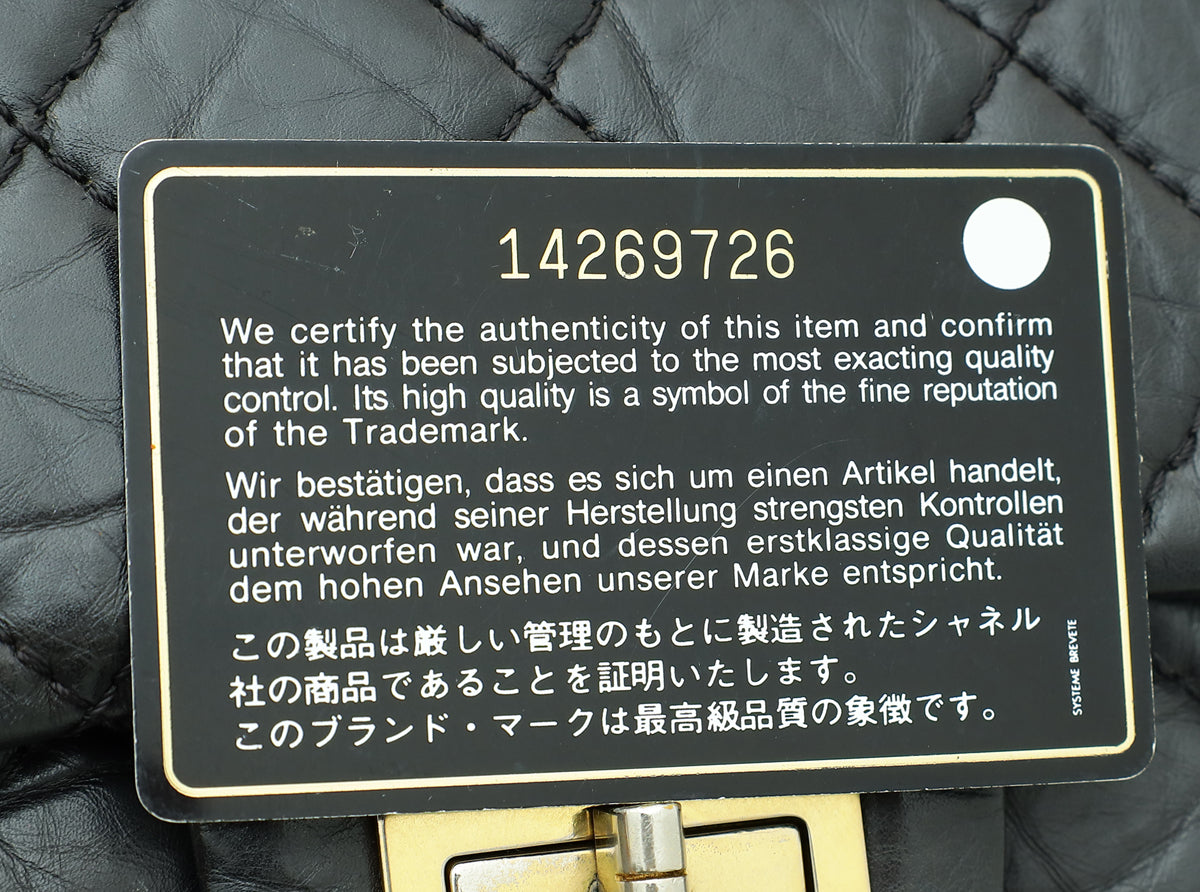 14269726
We certify the authenticity of this item and confirm
that it has been subjected to the most exacting quality
control. Its high quality is a symbol of the fine reputation
of the Trademark.
Wir bestätigen, dass es sich um einen Artikel handelt,
der während seiner Herstellung strengsten Kontrollen
unterworfen war, und dessen erstklassige Qualität
dem hohen Ansehen unserer Marke entspricht.
この製品は厳しい管理のもとに製造されたシャネル
社の商品であることを証明いたします。
このブランド・マークは最高級品質の象徴です。
SYSTEME BREVETE